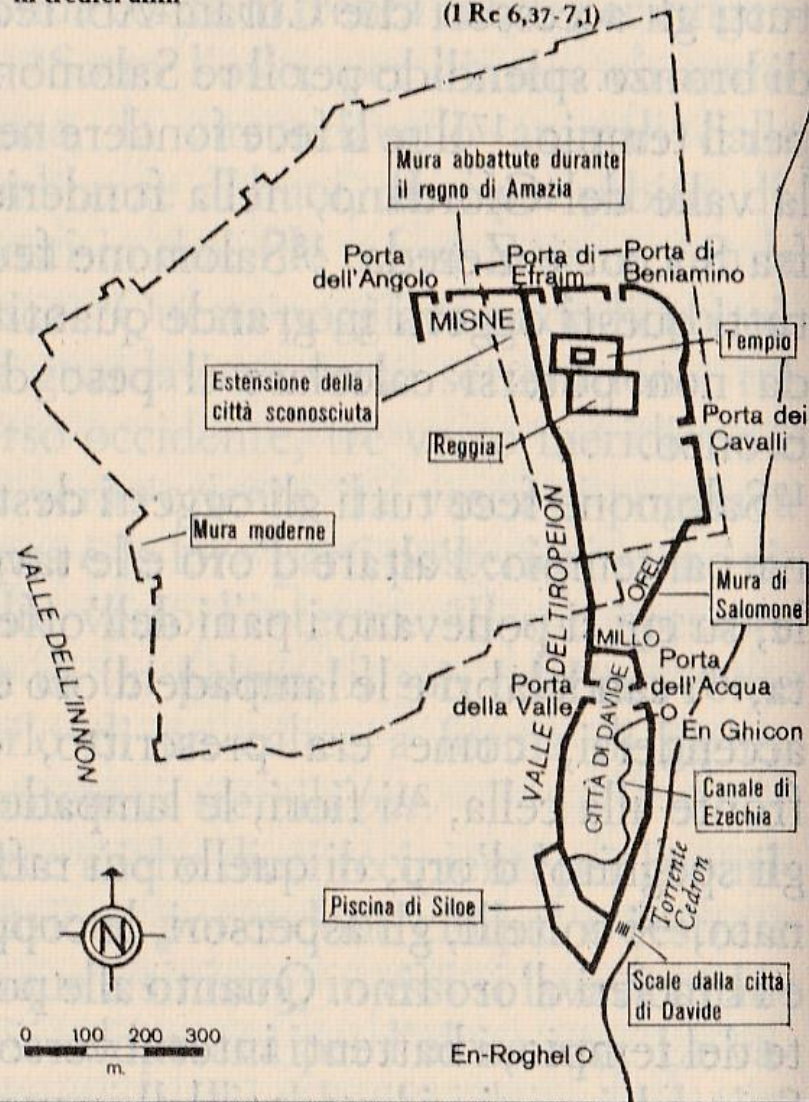 (1 Re 6,37-7,1)
Mura abbattute durante
il regno di Amazia
Porta
dell'Angolo
Porta di
Efraim
Porta di
Beniamino
MISNE
Tempio
Estensione della
città sconosciuta
Reggia
Porta dei
Cavalli
Mura moderne
VALLE DELL'INNON
VALLE DEL TIROPEION
OFEL
Mura di
Salomone
MILLO
Porta
della Valle
Porta
dell'Acqua
En Ghicon
CITTÀ DI DAVIDE
Canale di
Ezechia
Piscina di Siloe
Torrente
Cedron
N
Scale dalla città
di Davide
0 100 200 300
m.
En-Roghel